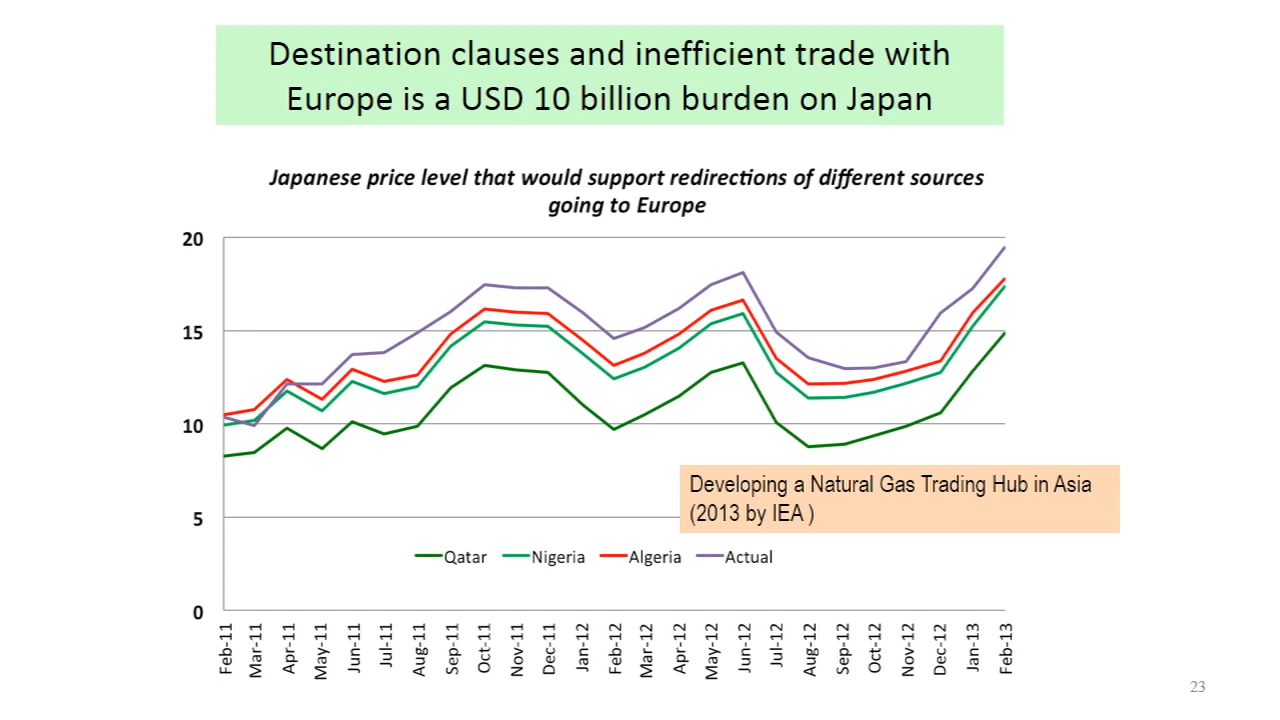 Destination clauses and inefficient trade with
Europe is a USD 10 billion burden on Japan
Japanese price level that would support redirections of different sources
going to Europe
20
15
10
5
0
Developing a Natural Gas Trading Hub in Asia
(2013 by IEA )
Qatar Nigeria Algeria Actual
Feb-11 Mar-11 Apr-11 May-11 Jun-11 Jul-11 Aug-11 Sep-11 Oct-11 Nov-11 Dec-11 Jan-12 Feb-12 Mar-12 Apr-12 May-12 Jun-12 Jul-12 Aug-12 Sep-12 Oct-12 Nov-12 Dec-12 Jan-13 Feb-13
23